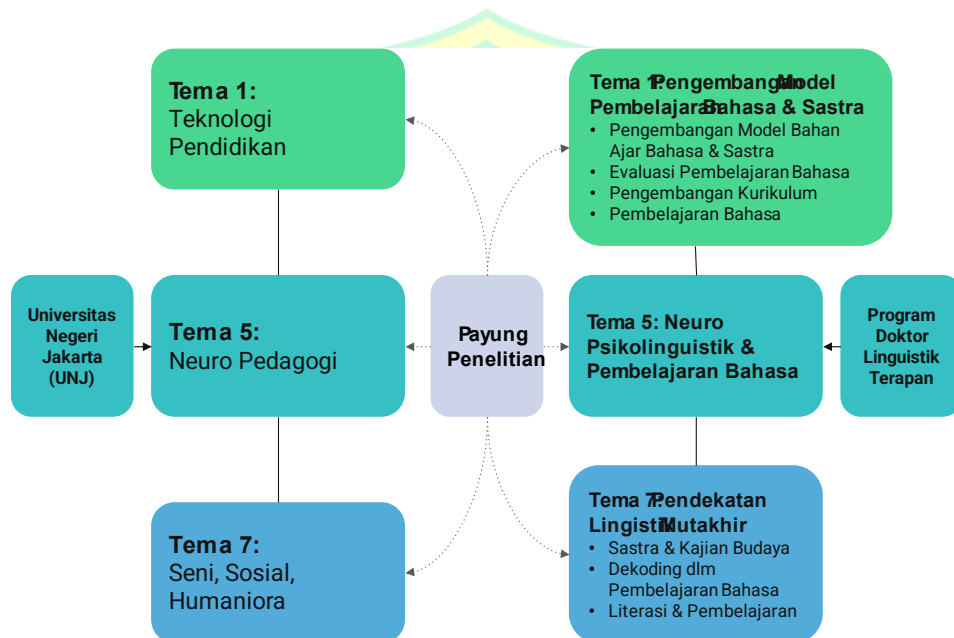 Tema 1:
Teknologi
Pendidikan
Universitas
Negeri
Jakarta
(UNJ)
Tema 5:
Neuro Pedagogi
Tema 7:
Seni, Sosial,
Humaniora
Payung
Penelitian
Tema 1: Pengembangan Model
Pembelajaran Bahasa & Sastra
• Pengembangan Model Bahan
Ajar Bahasa & Sastra
• Evaluasi Pembelajaran Bahasa
• Pengembangan Kurikulum
• Pembelajaran Bahasa
Tema 5: Neuro
Psikolinguistik &
Pembelajaran Bahasa
Program
Doktor
Linguistik
Terapan
Tema 7: Pendekatan
Lingistik Mutakhir
• Sastra & Kajian Budaya
• Dekoding dlm
Pembelajaran Bahasa
• Literasi & Pembelajaran